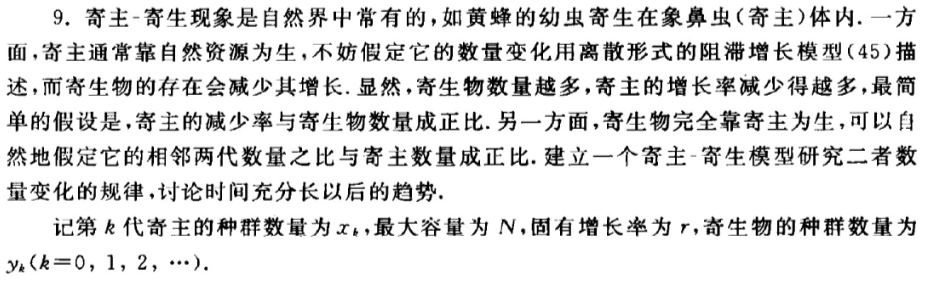 9. 寄主-寄生现象是自然界中常有的,如黄蜂的幼虫寄生在象鼻虫(寄主)体内.一方
面,寄主通常靠自然资源为生,不妨假定它的数量变化用离散形式的阻滞增长模型(45)描
述,而寄生物的存在会减少其增长.显然,寄生物数量越多,寄主的增长率减少得越多,最简
单的假设是,寄主的减少率与寄生物数量成正比.另一方面,寄生物完全靠寄主为生,可以自
然地假定它的相邻两代数量之比与寄主数量成正比.建立一个寄主-寄生模型研究二者数
量变化的规律,讨论时间充分长以后的趋势.
记第 k 代寄主的种群数量为 xₖ,最大容量为 N,固有增长率为 r,寄生物的种群数量为
yₖ(k=0, 1, 2, …).